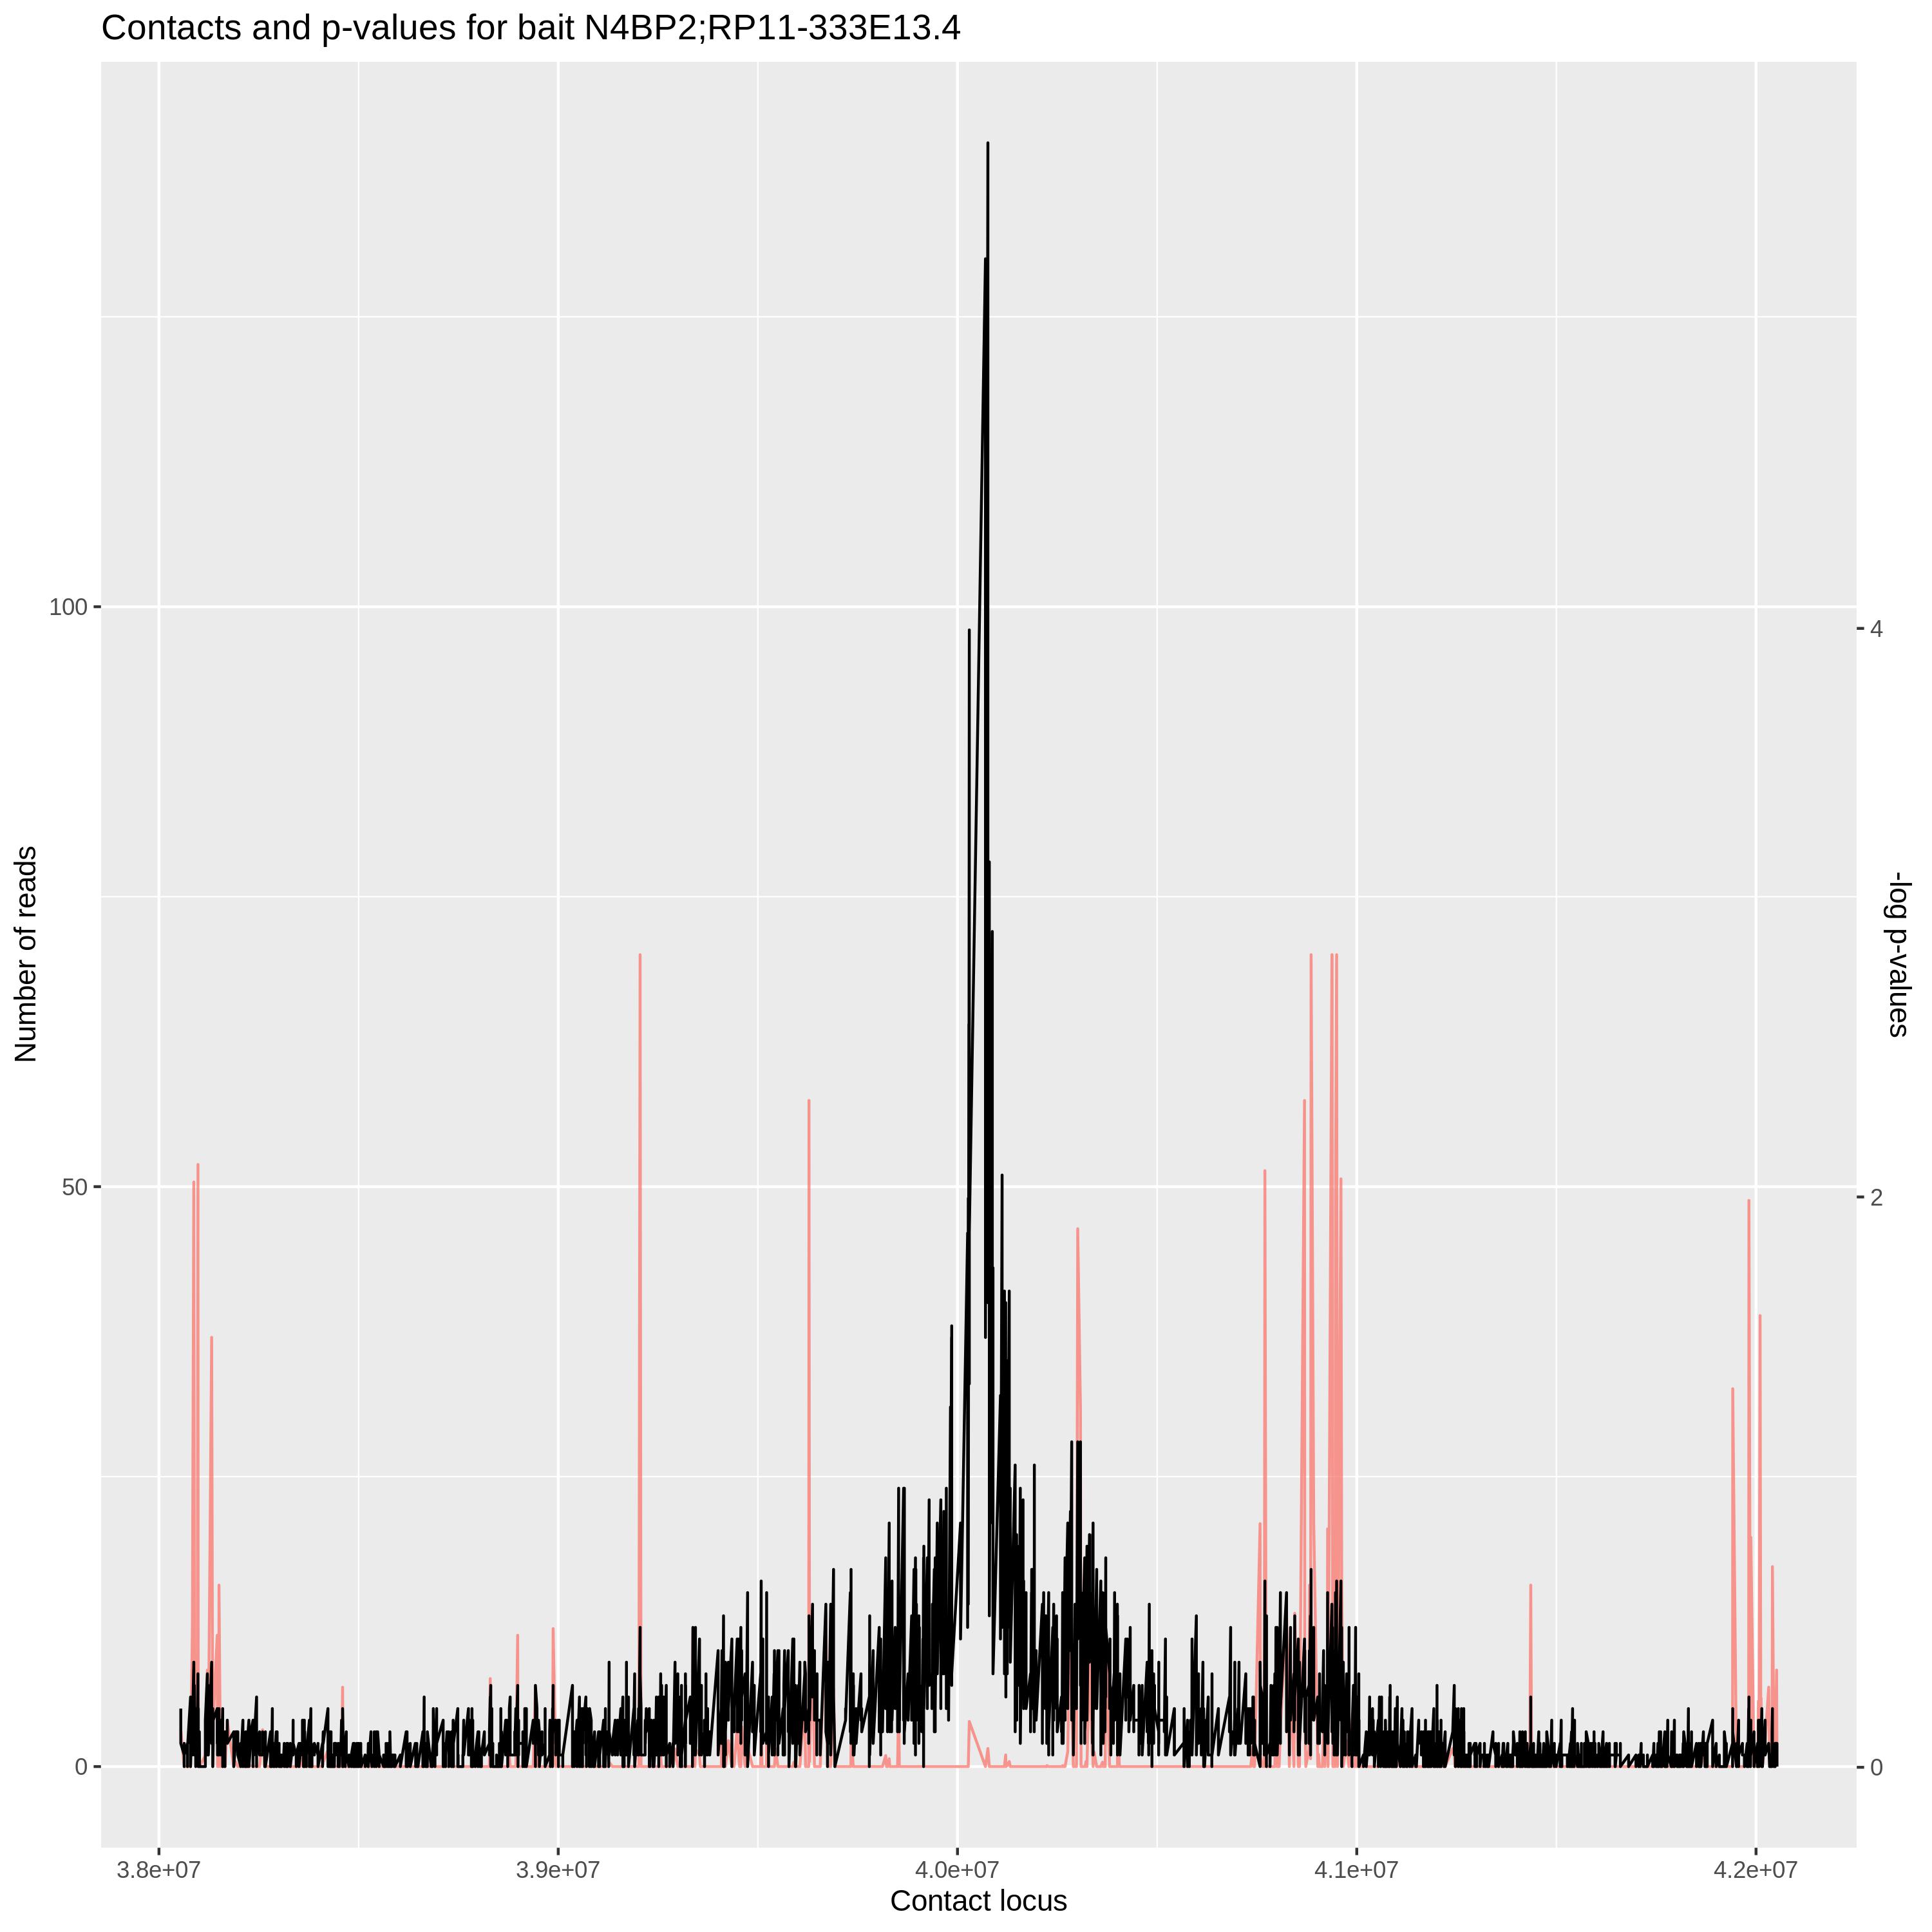 Contacts and p-values for bait N4BP2;RP11-333E13.4
Number of reads
100
50
0
4
2
0
-log p-values
3.8e+07 3.9e+07 4.0e+07 4.1e+07 4.2e+07
Contact locus